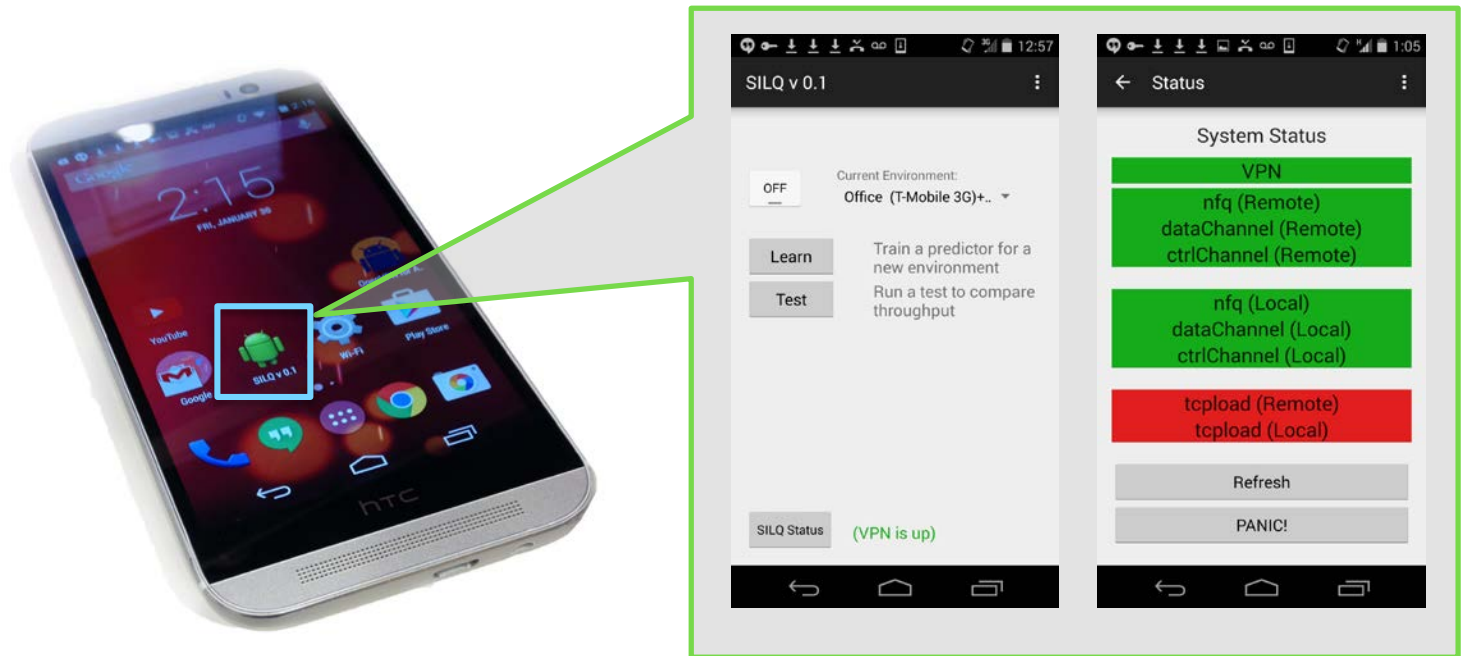 2:15
Google
2:15
FRI, JANUARY 30
YouTube
Google
SILQ v 0.1
Wi-Fi
Play Store
hTC
12:57
SILQ v 0.1
OFF
Current Environment:
Office (T-Mobile 3G)+..
Learn
Train a predictor for a
new environment
Test
Run a test to compare
throughput
SILQ Status
(VPN is up)
1:05
Status
System Status
VPN
nfq (Remote)
dataChannel (Remote)
ctrlChannel (Remote)
nfq (Local)
dataChannel (Local)
ctrlChannel (Local)
tcpload (Remote)
tcpload (Local)
Refresh
PANIC!